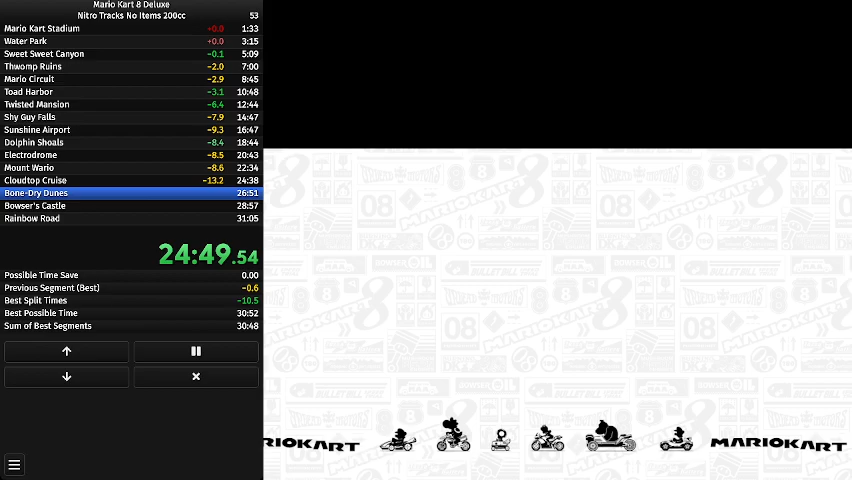 Mario Kart 8 Deluxe
Nitro Tracks No Items 200cc 53
Mario Kart Stadium +0.0 1:33
Water Park +0.0 3:15
Sweet Sweet Canyon −0.1 5:09
Thwomp Ruins −2.0 7:00
Mario Circuit −2.9 8:45
Toad Harbor −3.1 10:48
Twisted Mansion −6.4 12:44
Shy Guy Falls −7.9 14:47
Sunshine Airport −9.3 16:47
Dolphin Shoals −8.4 18:44
Electrodrome −8.5 20:43
Mount Wario −8.6 22:34
Cloudtop Cruise −13.2 24:38
Bone-Dry Dunes 26:51
Bowser's Castle 28:57
Rainbow Road 31:05
24:49.54
Possible Time Save 0.00
Previous Segment (Best) −0.6
Best Split Times −10.5
Best Possible Time 30:52
Sum of Best Segments 30:48
ARIOKART
MARIOKART